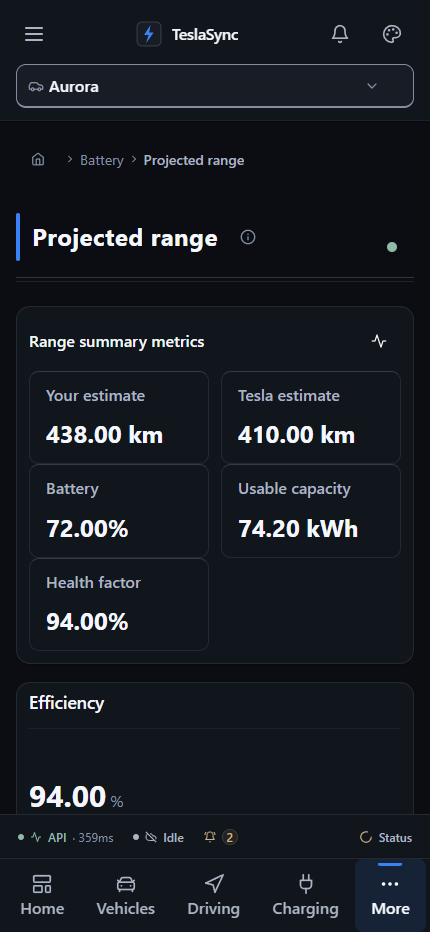 TeslaSync
Aurora
Battery
Projected range
Projected range
Range summary metrics
Your estimate
438.00 km
Tesla estimate
410.00 km
Battery
72.00%
Usable capacity
74.20 kWh
Health factor
94.00%
Efficiency
94.00 %
API · 359ms
Idle
2
Status
Home
Vehicles
Driving
Charging
More